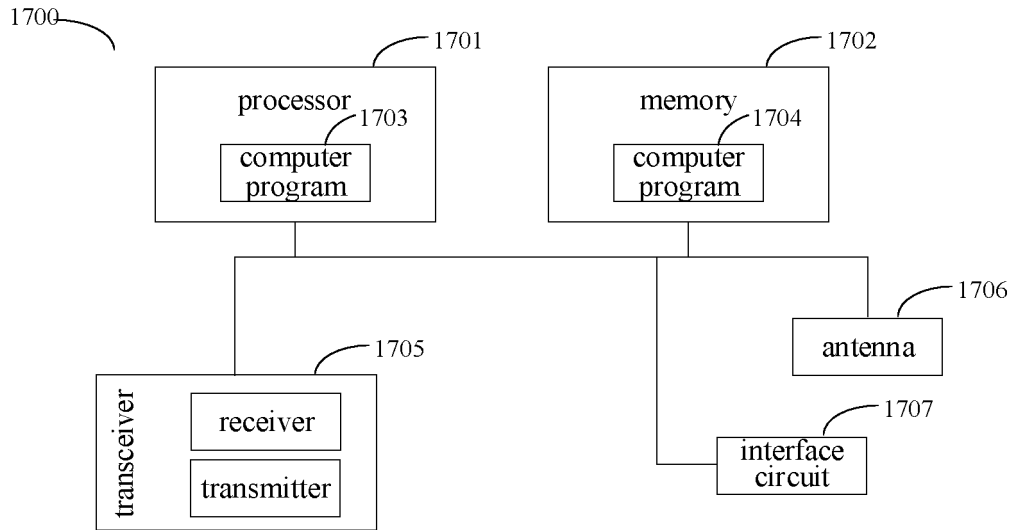 1700
1701
1702
processor
memory
1703
1704
computer
program
computer
program
1706
antenna
1705
transceiver
receiver
transmitter
1707
interface
circuit